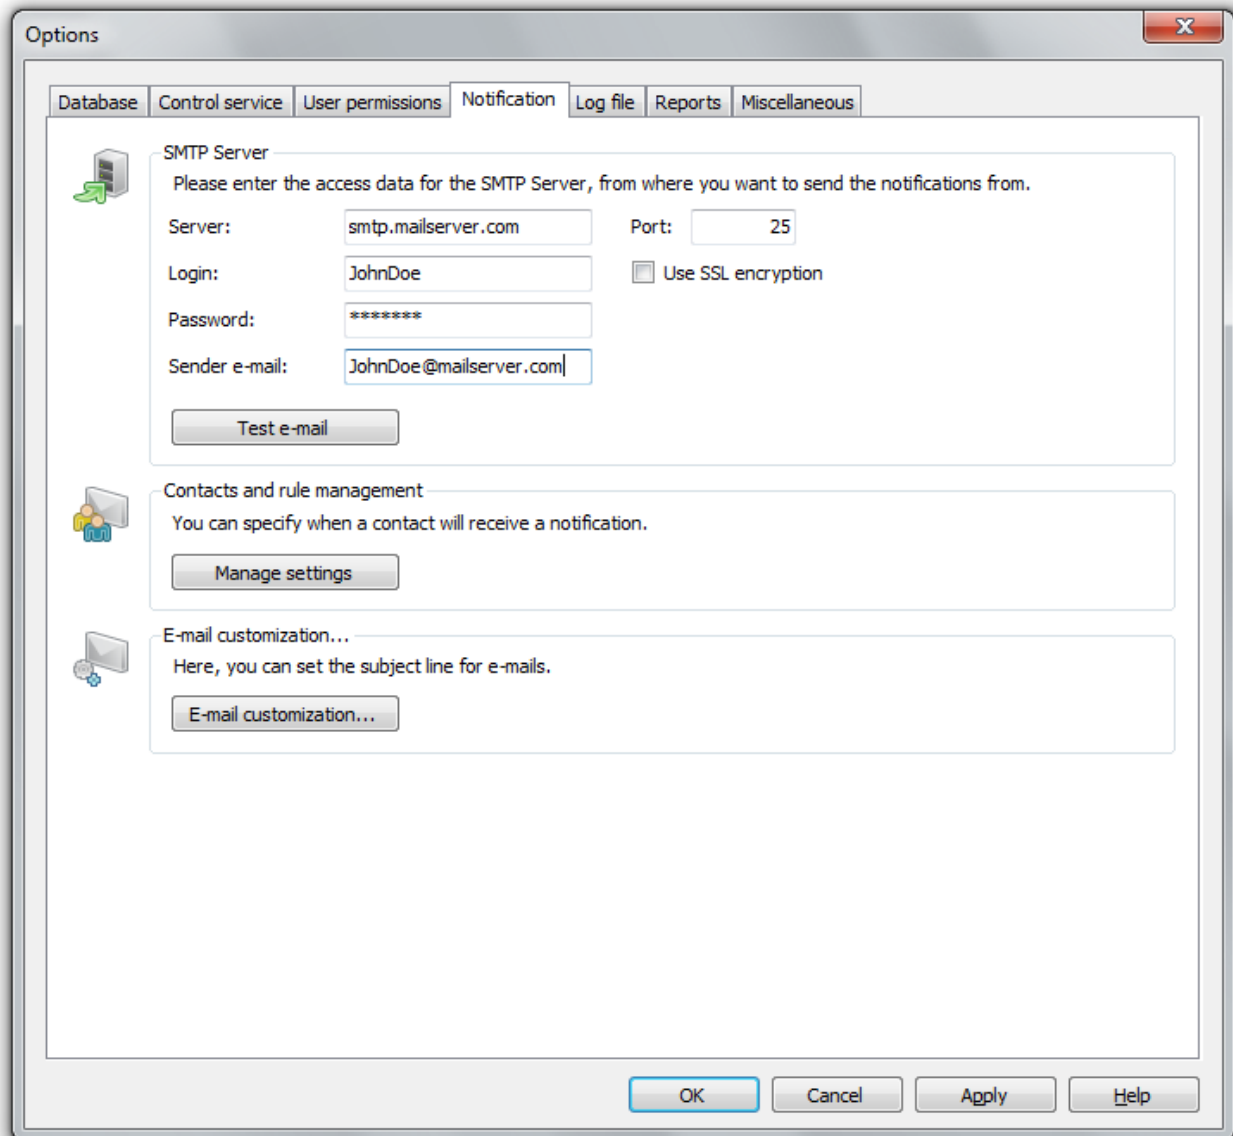 Options
X
Database Control service User permissions Notification Log file Reports Miscellaneous
SMTP Server
Please enter the access data for the SMTP Server, from where you want to send the notifications from.
Server: smtp.mailserver.com Port: 25
Login: JohnDoe Use SSL encryption
Password: *******
Sender e-mail: JohnDoe@mailserver.com
Test e-mail
Contacts and rule management
You can specify when a contact will receive a notification.
Manage settings
E-mail customization...
Here, you can set the subject line for e-mails.
E-mail customization...
OK Cancel Apply Help